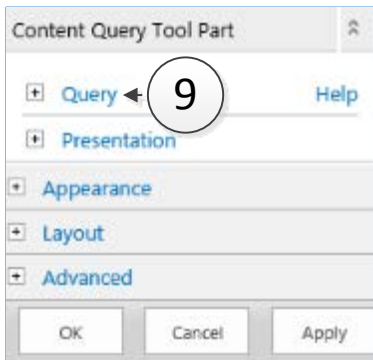 Content Query Tool Part
Query 9 Help
Presentation
Appearance
Layout
Advanced
OK Cancel Apply